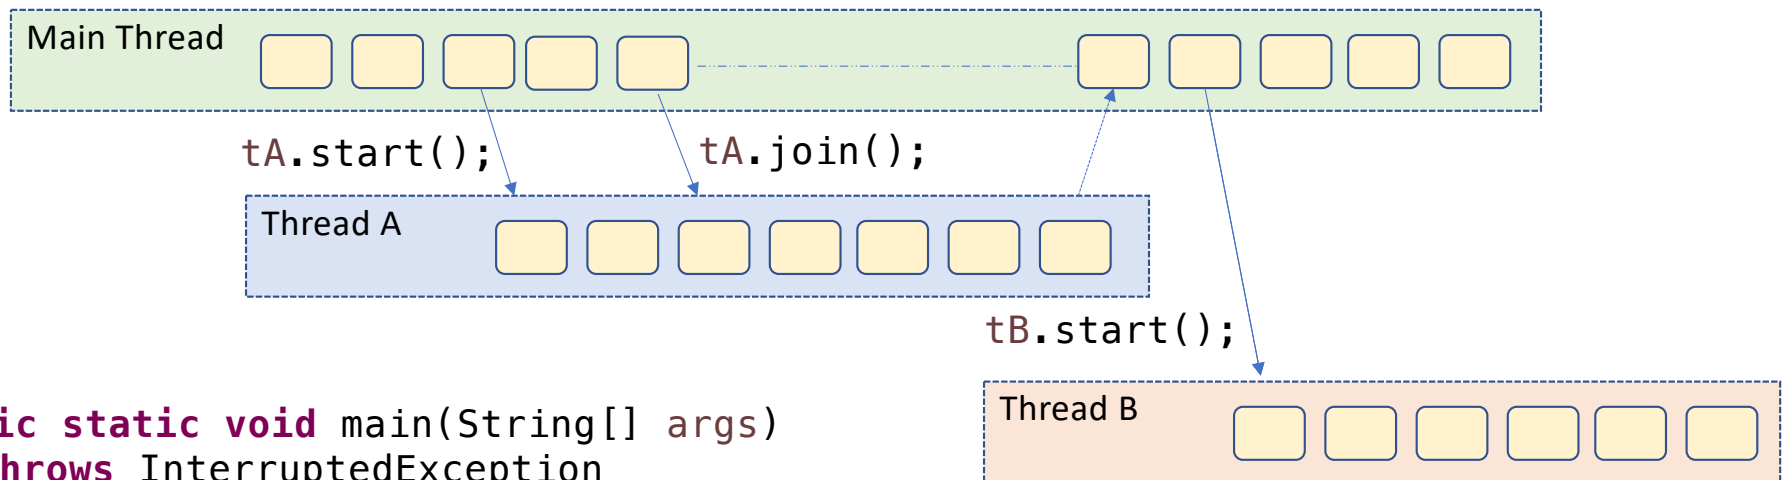 Main Thread
tA.start();
tA.join();
Thread A
tB.start();
Thread B
ic static void main(String[] args)
hrows InterruptedException